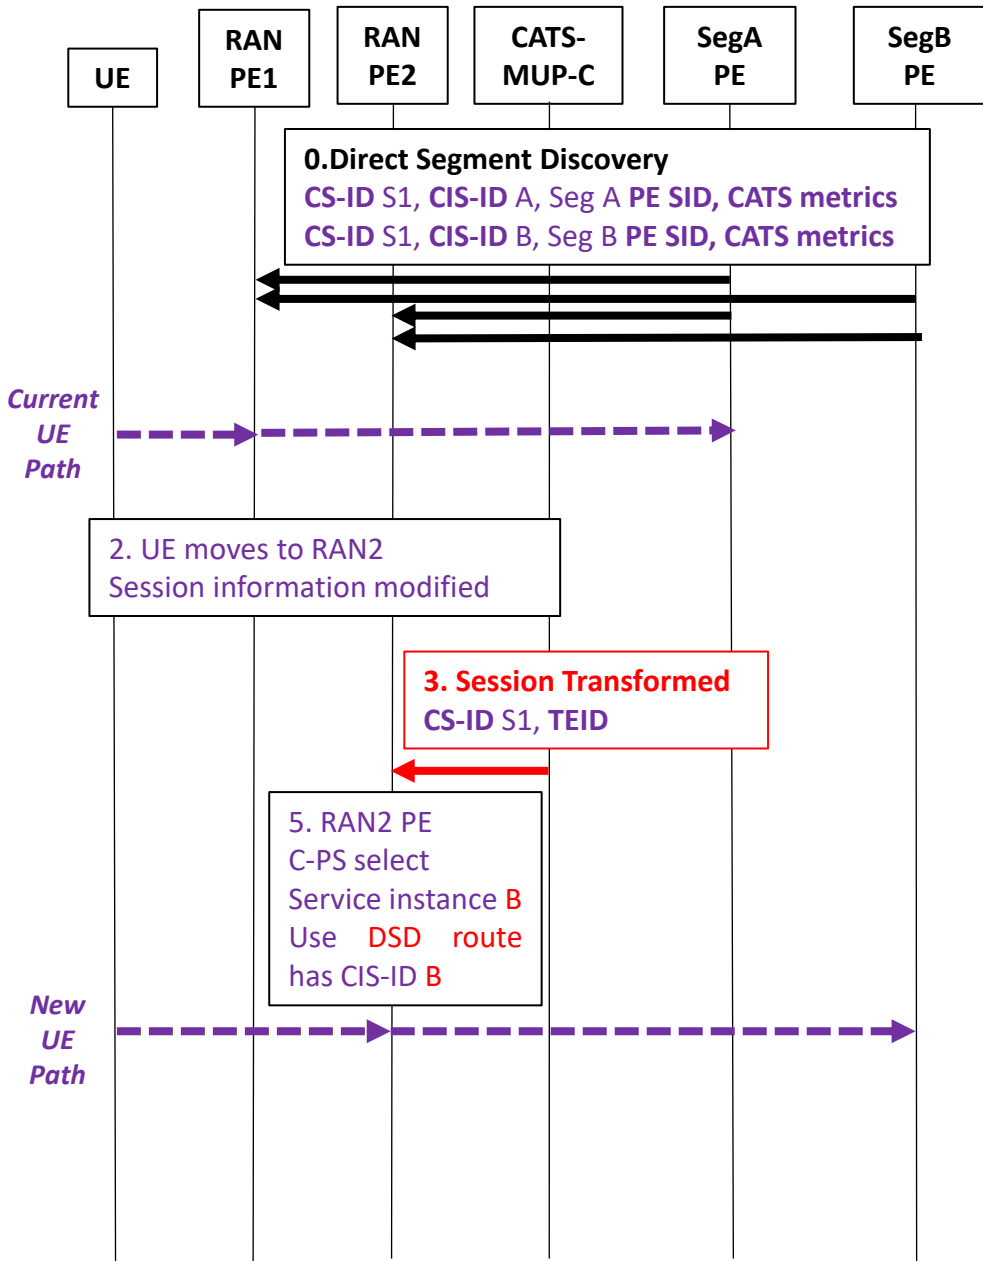 UE
RAN
PE1
RAN
PE2
CATS-
MUP-C
SegA
PE
SegB
PE
0.Direct Segment Discovery
CS-ID S1, CIS-ID A, Seg A PE SID, CATS metrics
CS-ID S1, CIS-ID B, Seg B PE SID, CATS metrics
Current
UE
Path
2. UE moves to RAN2
Session information modified
3. Session Transformed
CS-ID S1, TEID
5. RAN2 PE
C-PS select
Service instance B
Use DSD route
has CIS-ID B
New
UE
Path